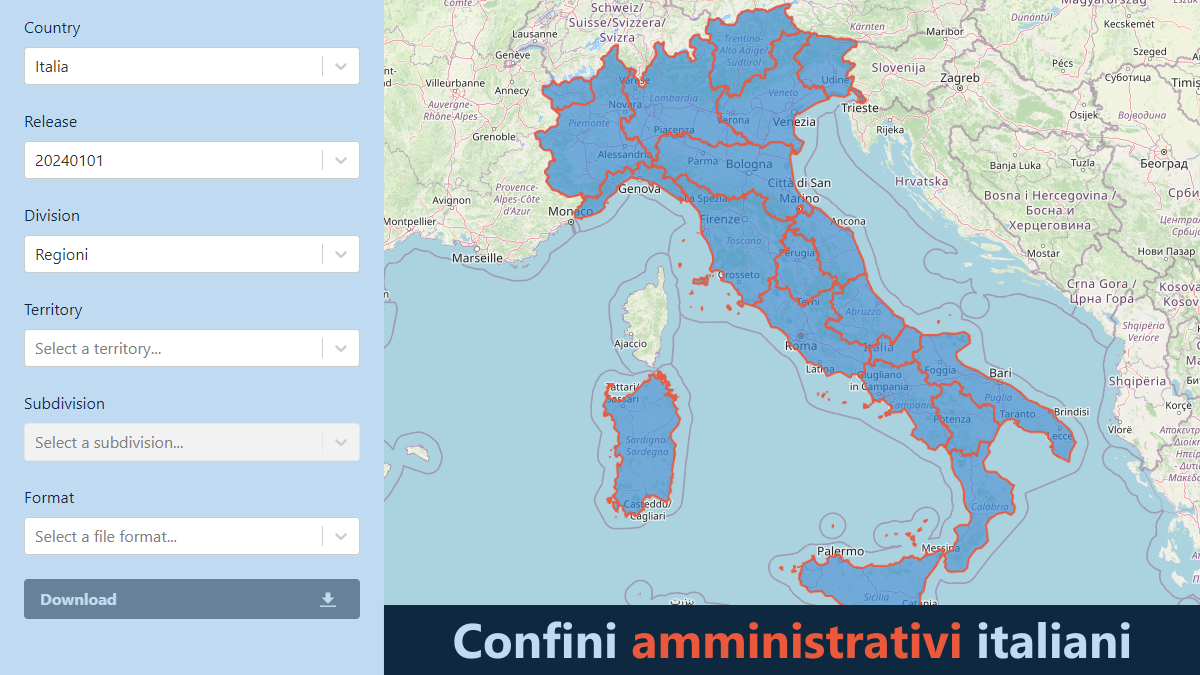 Country
Italia
Release
20240101
Division
Regioni
Territory
Select a territory...
Subdivision
Select a subdivision...
Format
Select a file format...
Download
Schweiz/
Suisse/Svizzera/
Svizra
Lausanne
Genève
Villeurbanne
Annecy
Auvergne-
Rhône-Alpes
Grenoble
Provence-
Alpes-Côte
d'Azur
Avignon
Montpellier
Marseille
Monaco
Trentino-
Alto Adige/
Südtirol
Kärnten
Maribor
Dunántúl
Kecskemét
Szeged
Pécs
Суботица
Slovenija
Zagreb
Udine
Trieste
Rijeka
Osijek
Војводина
Varese
Novara
Lombardia
Veneto
Verona
Venezia
Piemonte
Piacenza
Alessandria
Parma
Bologna
Genova
La Spezia
Città di San
Marino
Firenze
Toscana
Ancona
Perugia
Grosseto
Terni
Abruzzo
Roma
Italia
Latina
Giugliano
in Campania
Campania
Foggia
Bari
Puglia
Potenza
Taranto
Brindisi
Lecce
Calabria
Ajaccio
Tattari/
Sassari
Sardigna/
Sardegna
Casteddu/
Cagliari
Palermo
Messina
Sicilia
Catania
Hrvatska
Banja Luka
Tuzla
Београд
Bosna i Hercegovina /
Босна и
Херцеговина
Mostar
Нови Пазар
Crna Gora /
Црна Гора
Shqipëria
Veriore
Shqipëria
Korçë
Vlorë
Confini amministrativi italiani